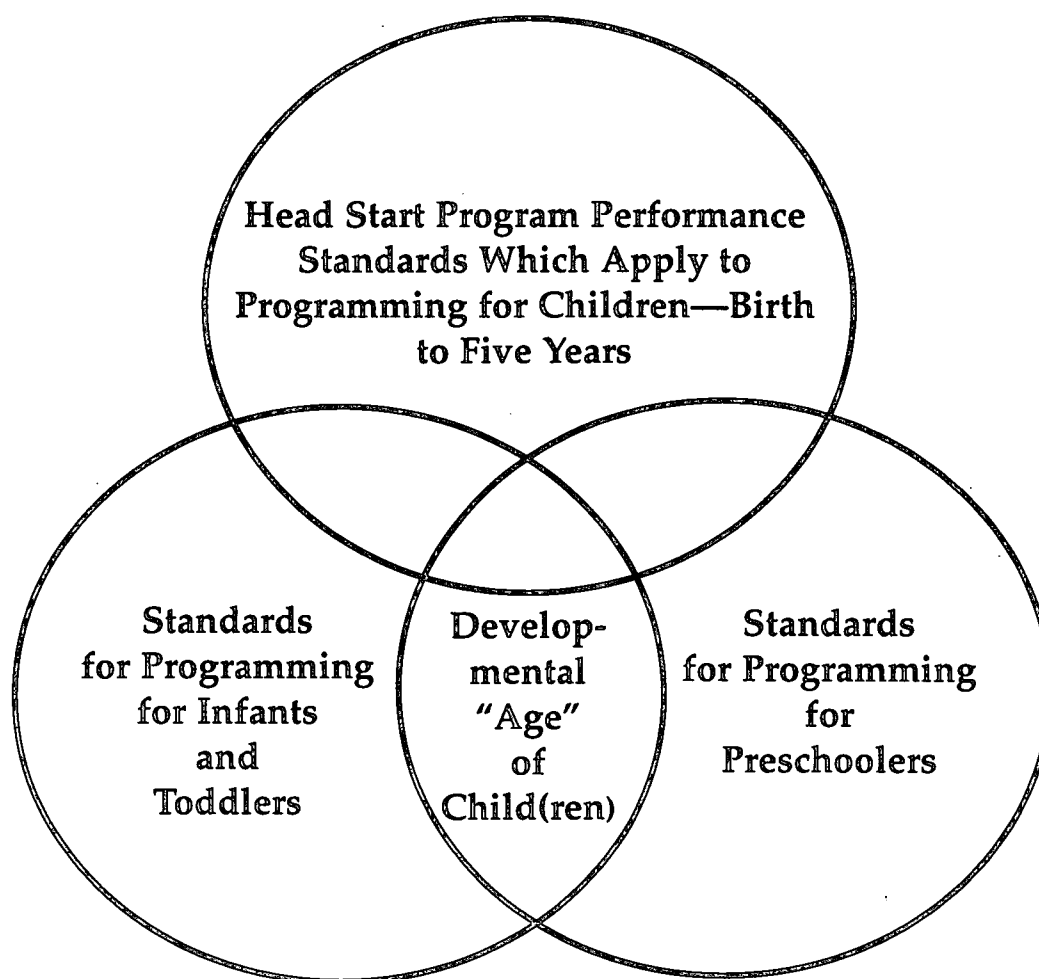 Head Start Program Performance
Standards Which Apply to
Programming for Children—Birth
to Five Years
Standards
for Programming
for Infants
and
Toddlers
Develop-
mental
"Age"
of
Child(ren)
Standards
for Programming
for
Preschoolers